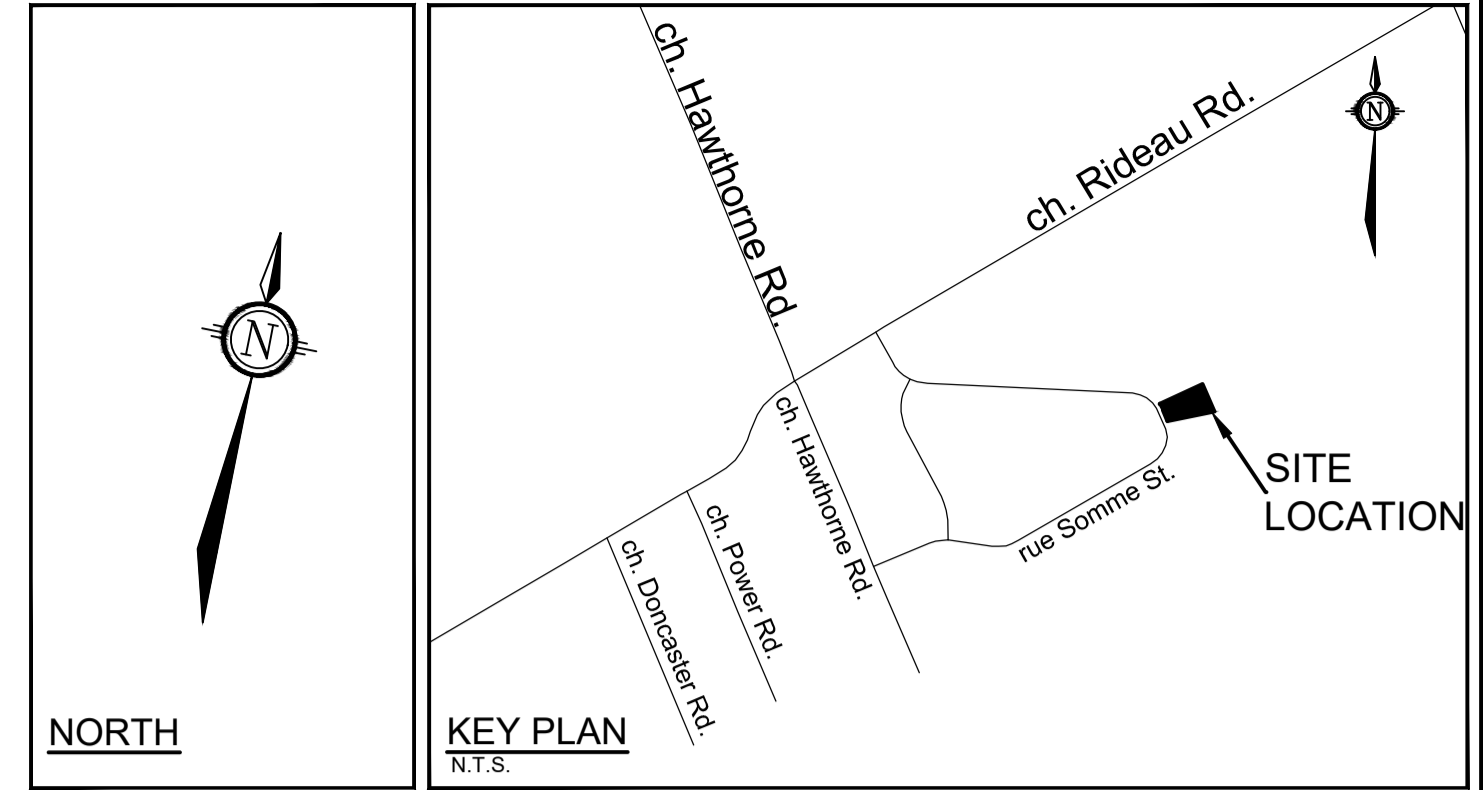 N
NORTH
ch. Hawthorne Rd.
ch. Rideau Rd.
N
ch. Hawthorne Rd.
SITE
LOCATION
rue Somme St.
ch. Power Rd.
ch. Doncaster Rd.
KEY PLAN
N.T.S.